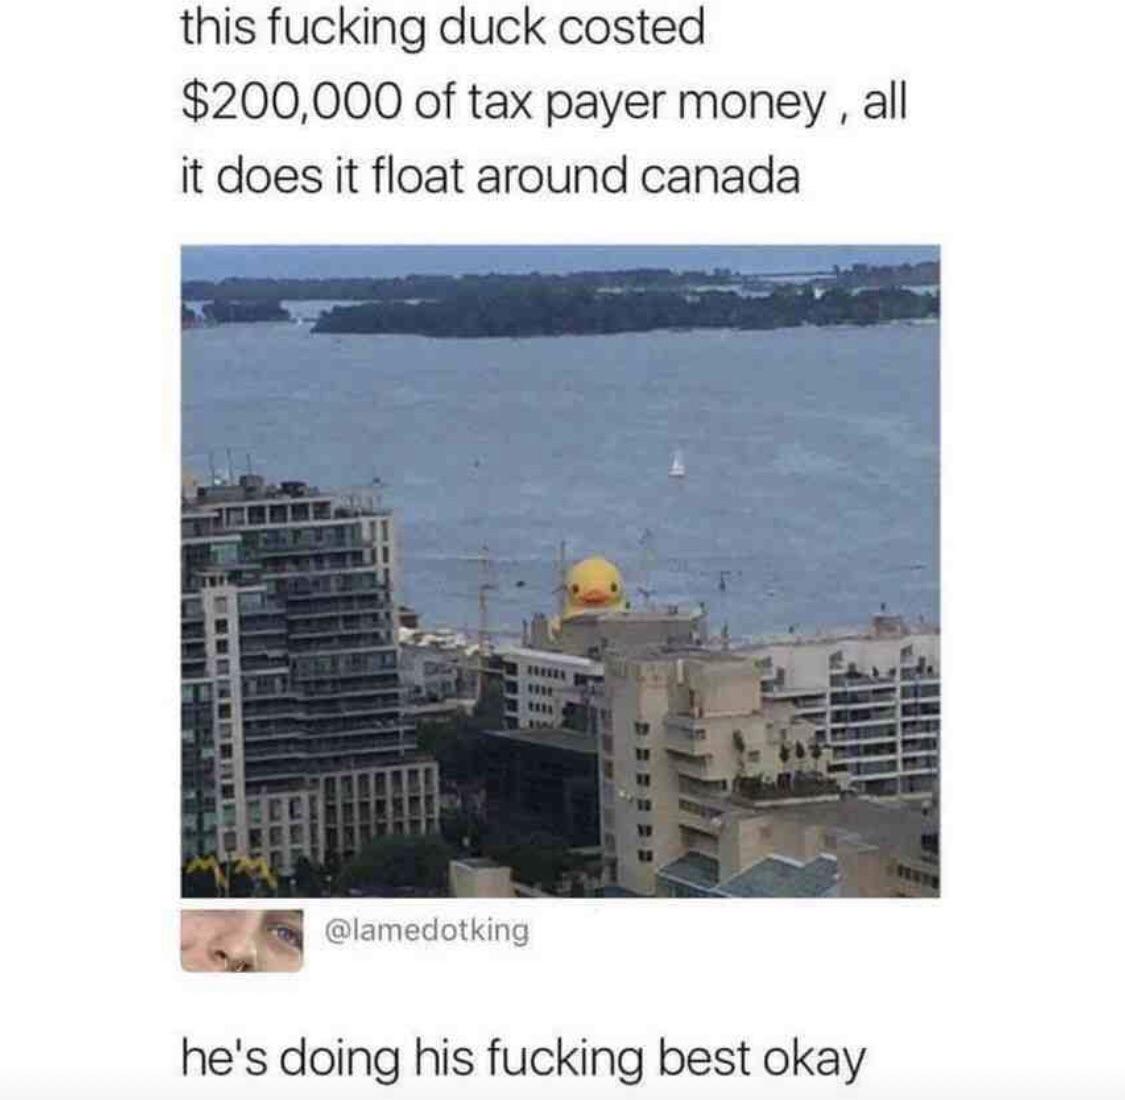 this fucking duck costed
$200,000 of tax payer money , all
it does it float around canada
@lamedotking
he's doing his fucking best okay